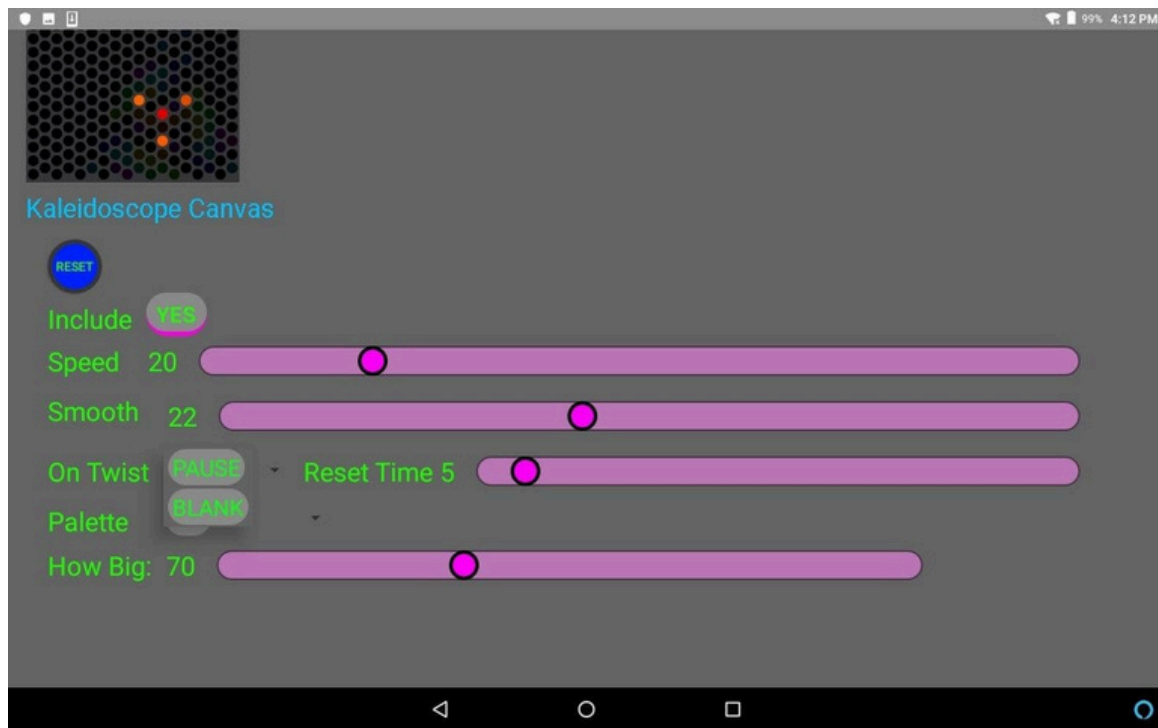 99% 4:12 PM
Kaleidoscope Canvas
RESET
Include YES
Speed 20
Smooth 22
On Twist PAUSE Reset Time 5
BLANK
Palette
How Big: 70